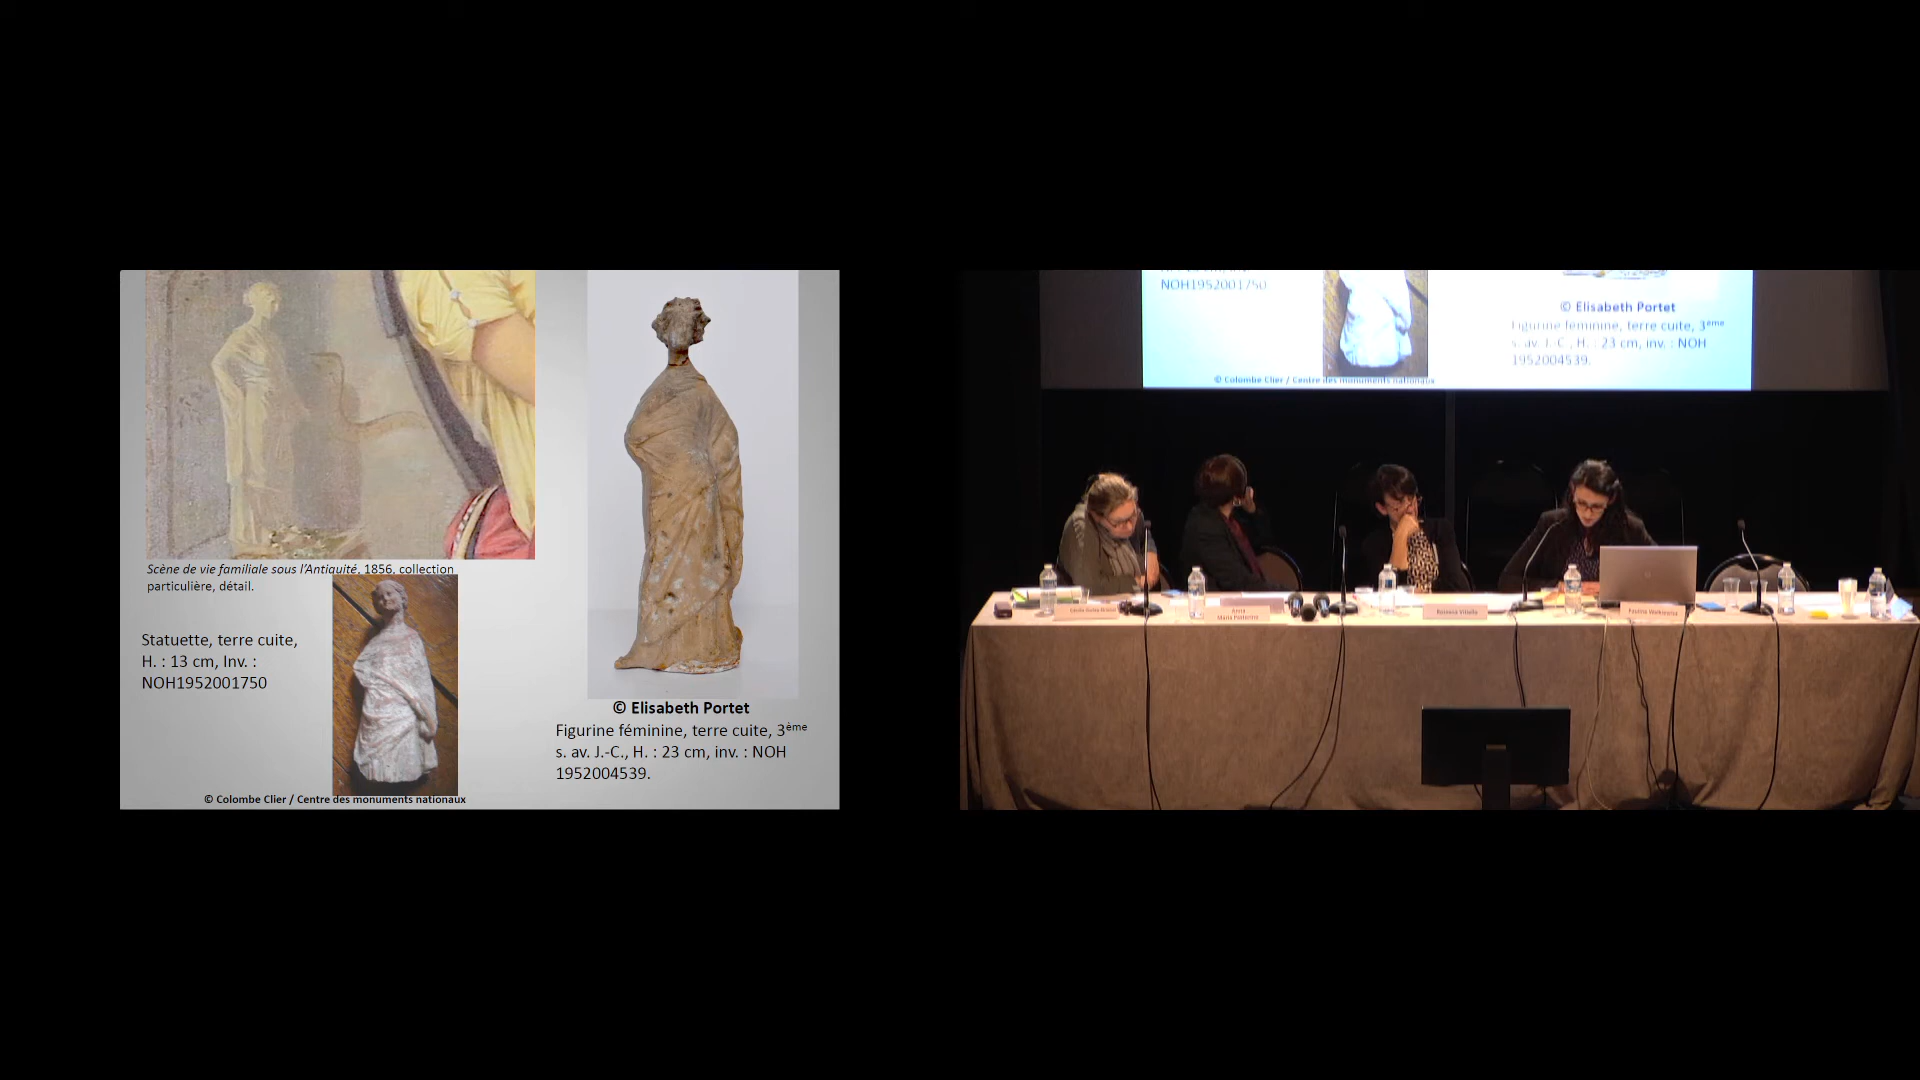 Scène de vie familiale sous l'Antiquité, 1856, collection
particulière, détail.
Statuette, terre cuite,
H. : 13 cm, Inv. :
NOH1952001750
© Colombe Clier / Centre des monuments nationaux
© Elisabeth Portet
Figurine féminine, terre cuite, 3ème
s. av. J.-C., H. : 23 cm, inv. : NOH
1952004539.
NOH1952001750
© Colombe Clier / Centre des monuments nationaux
© Elisabeth Portet
Figurine féminine, terre cuite, 3ème
s. av. J.-C., H. : 23 cm, inv. : NOH
1952004539.
Anna
Rossella